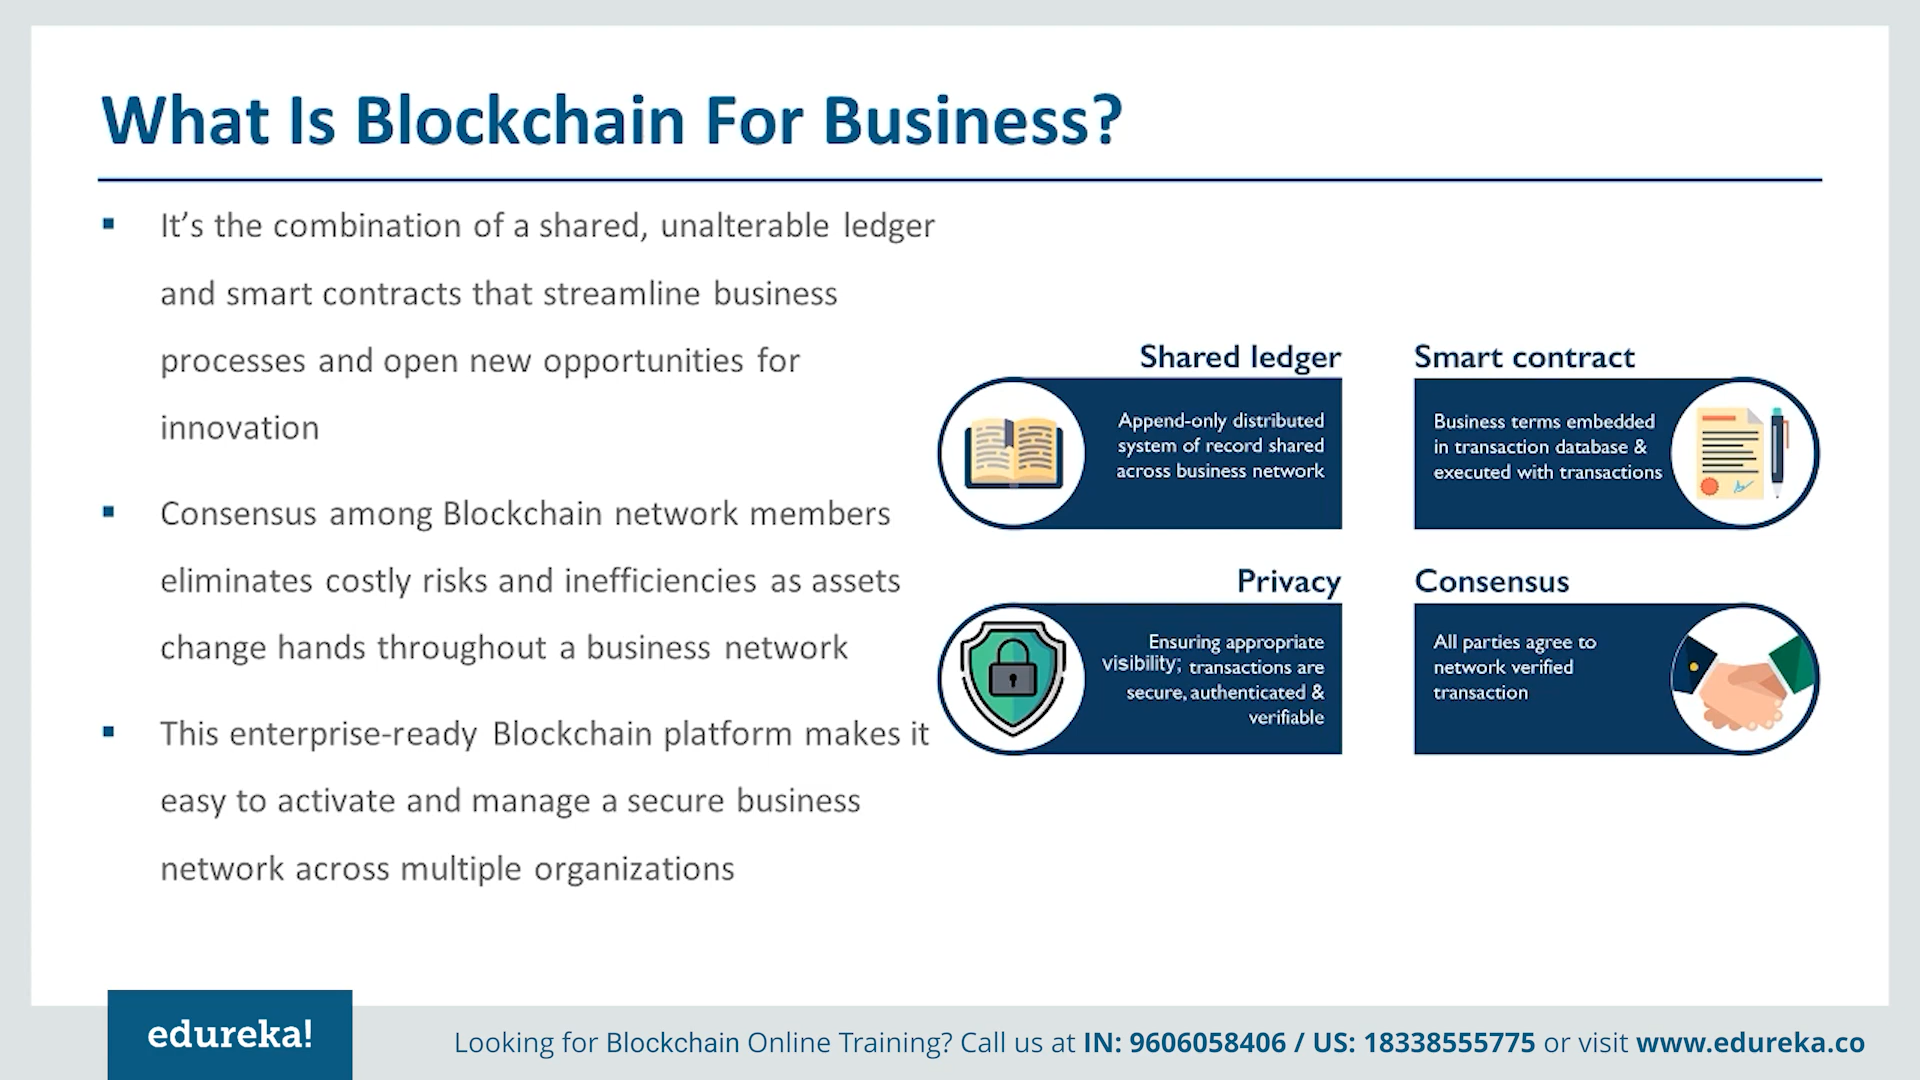 What Is Blockchain For Business?
▪ It’s the combination of a shared, unalterable ledger
and smart contracts that streamline business
processes and open new opportunities for
innovation
▪ Consensus among Blockchain network members
eliminates costly risks and inefficiencies as assets
change hands throughout a business network
▪ This enterprise-ready Blockchain platform makes it
easy to activate and manage a secure business
network across multiple organizations
Shared ledger
Append-only distributed
system of record shared
across business network
Smart contract
Business terms embedded
in transaction database &
executed with transactions
Privacy
Ensuring appropriate
visibility; transactions are
secure, authenticated &
verifiable
Consensus
All parties agree to
network verified
transaction
edureka!
Looking for Blockchain Online Training? Call us at IN: 9606058406 / US: 18338555775 or visit www.edureka.co